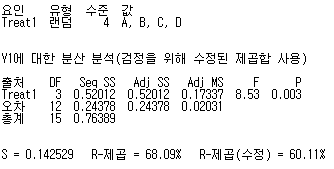 요인 유형 수준 값
Treat1 랜덤 4 A, B, C, D
Y1에 대한 분산 분석(검정을 위해 수정된 제곱합 사용)
출처 DF Seq SS Adj SS Adj MS F P
Treat1 3 0.52012 0.52012 0.17337 8.53 0.003
오차 12 0.24378 0.24378 0.02031
총계 15 0.76389
S = 0.142529 R-제곱 = 68.09% R-제곱(수정) = 60.11%